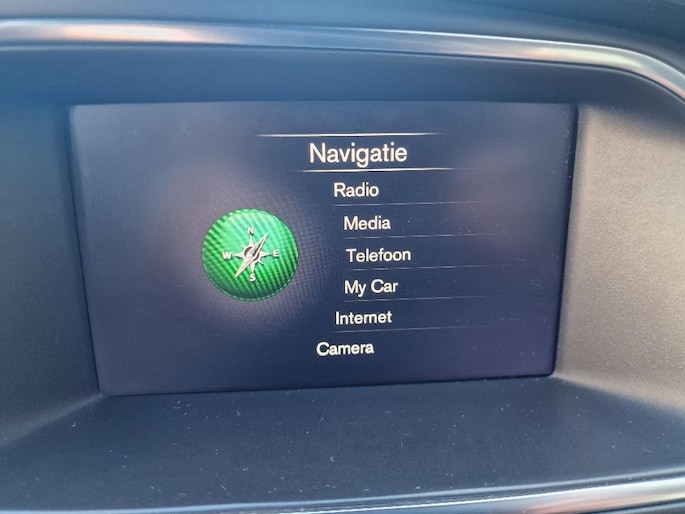 Navigatie
Radio
Media
Telefoon
My Car
Internet
Camera
N
W E
S